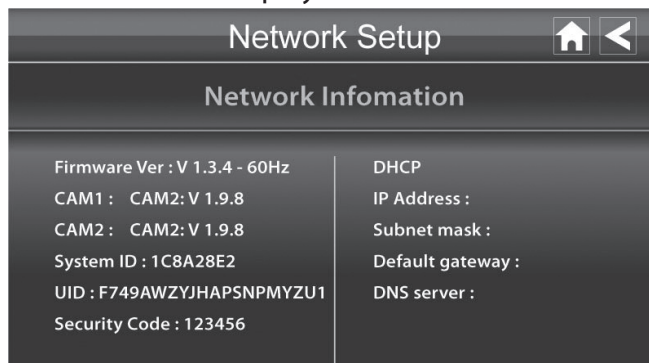 Network Setup
Network Infomation
Firmware Ver : V 1.3.4 - 60Hz
CAM1 : CAM2: V 1.9.8
CAM2 : CAM2: V 1.9.8
System ID : 1C8A28E2
UID : F749AWZYJHAPSNPMYZU1
Security Code : 123456
DHCP
IP Address :
Subnet mask :
Default gateway :
DNS server :